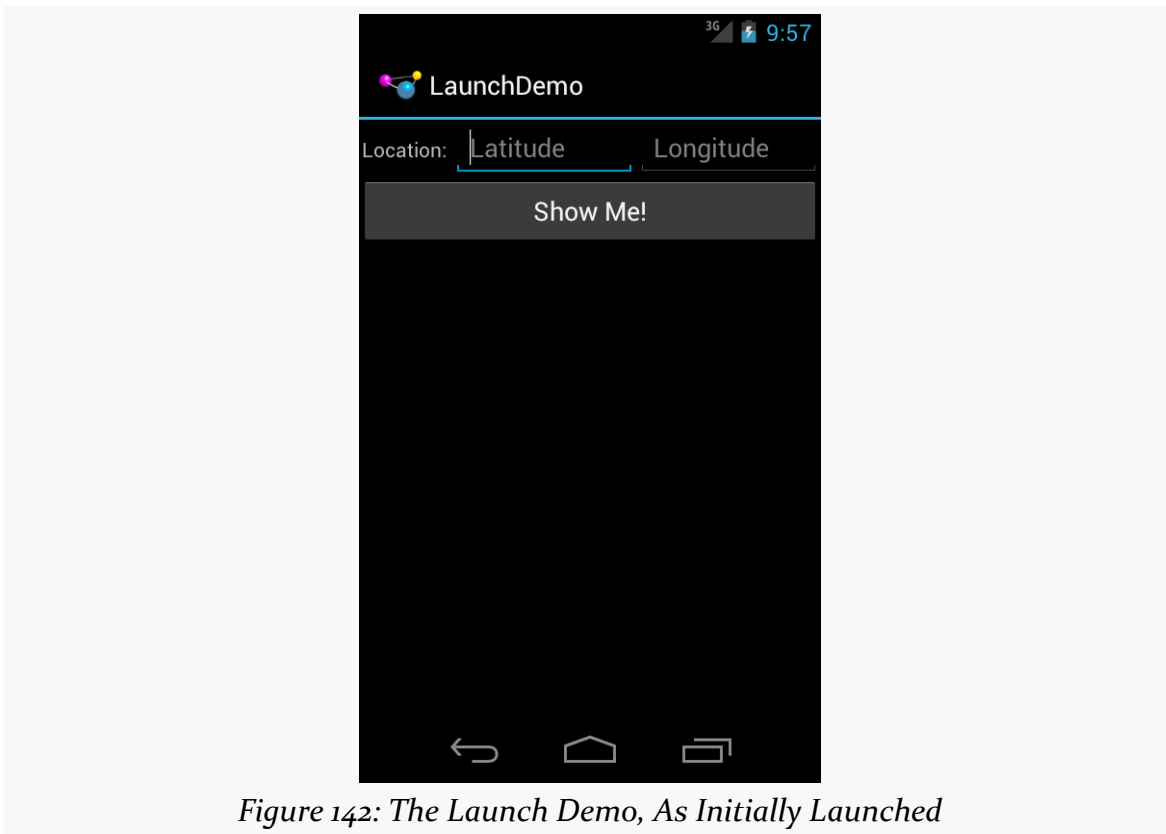 3G 9:57
LaunchDemo
Location: Latitude Longitude
Show Me!
Figure 142: The Launch Demo, As Initially Launched